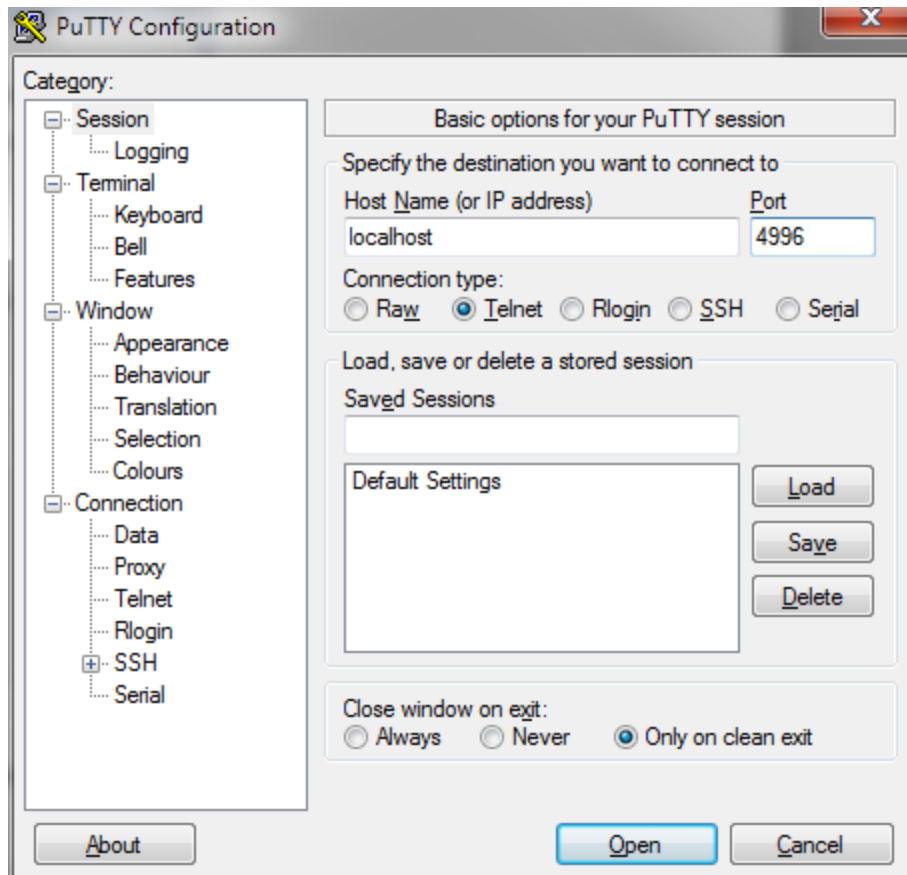 PuTTY Configuration
X
Category:
Session
Logging
Terminal
Keyboard
Bell
Features
Window
Appearance
Behaviour
Translation
Selection
Colours
Connection
Data
Proxy
Telnet
Rlogin
SSH
Serial
Basic options for your PuTTY session
Specify the destination you want to connect to
Host Name (or IP address) Port
localhost 4996
Connection type:
Raw Telnet Rlogin SSH Serial
Load, save or delete a stored session
Saved Sessions
Default Settings
Load
Save
Delete
Close window on exit:
Always Never Only on clean exit
About Open Cancel